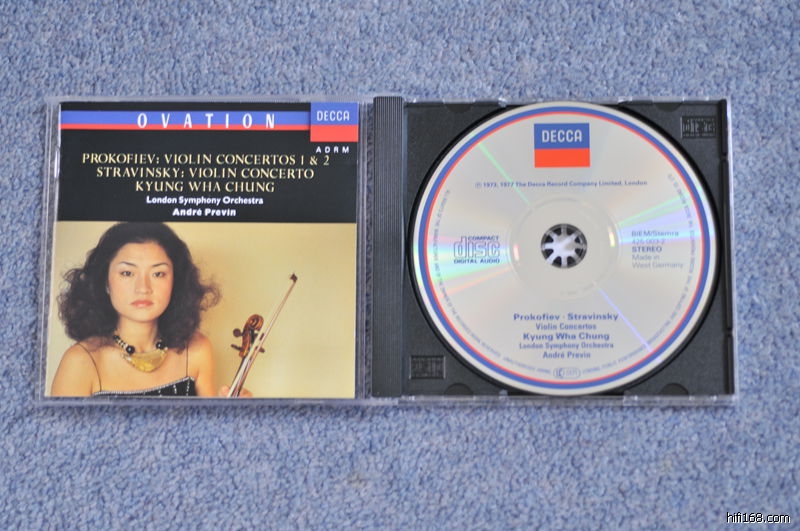 OVATION
DECCA
ADRM
PROKOFIEV: VIOLIN CONCERTOS 1 & 2
STRAVINSKY: VIOLIN CONCERTO
KYUNG WHA CHUNG
London Symphony Orchestra
André Previn
DECCA
℗ 1973, 1977 The Decca Record Company Limited, London
COMPACT
disc
DIGITAL AUDIO
BIEM/Stemra
425 003-2
STEREO
Made in
West Germany
Prokofiev · Stravinsky
Violin Concertos
Kyung Wha Chung
London Symphony Orchestra
André Previn
hifi168.com